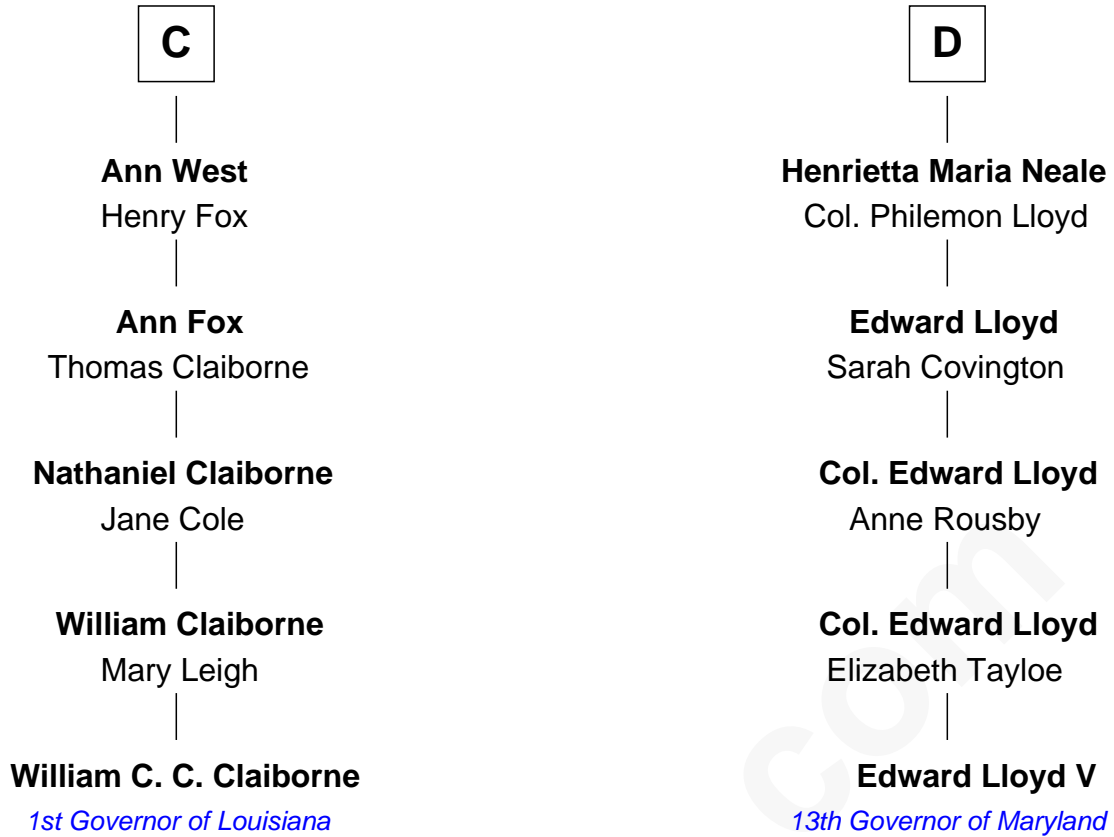 C
Ann West
Henry Fox
Ann Fox
Thomas Claiborne
Nathaniel Claiborne
Jane Cole
William Claiborne
Mary Leigh
William C. C. Claiborne
1st Governor of Louisiana
D
Henrietta Maria Neale
Col. Philemon Lloyd
Edward Lloyd
Sarah Covington
Col. Edward Lloyd
Anne Rousby
Col. Edward Lloyd
Elizabeth Tayloe
Edward Lloyd V
13th Governor of Maryland
com